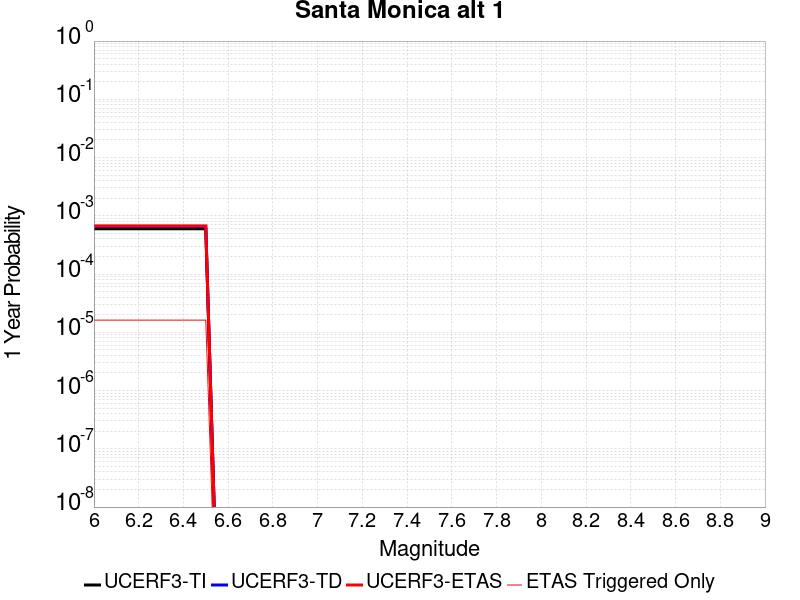 Santa Monica alt 1
10^0
10^-1
10^-2
10^-3
10^-4
10^-5
10^-6
10^-7
10^-8
1 Year Probability
6 6.2 6.4 6.6 6.8 7 7.2 7.4 7.6 7.8 8 8.2 8.4 8.6 8.8 9
Magnitude
UCERF3-TI UCERF3-TD UCERF3-ETAS ETAS Triggered Only